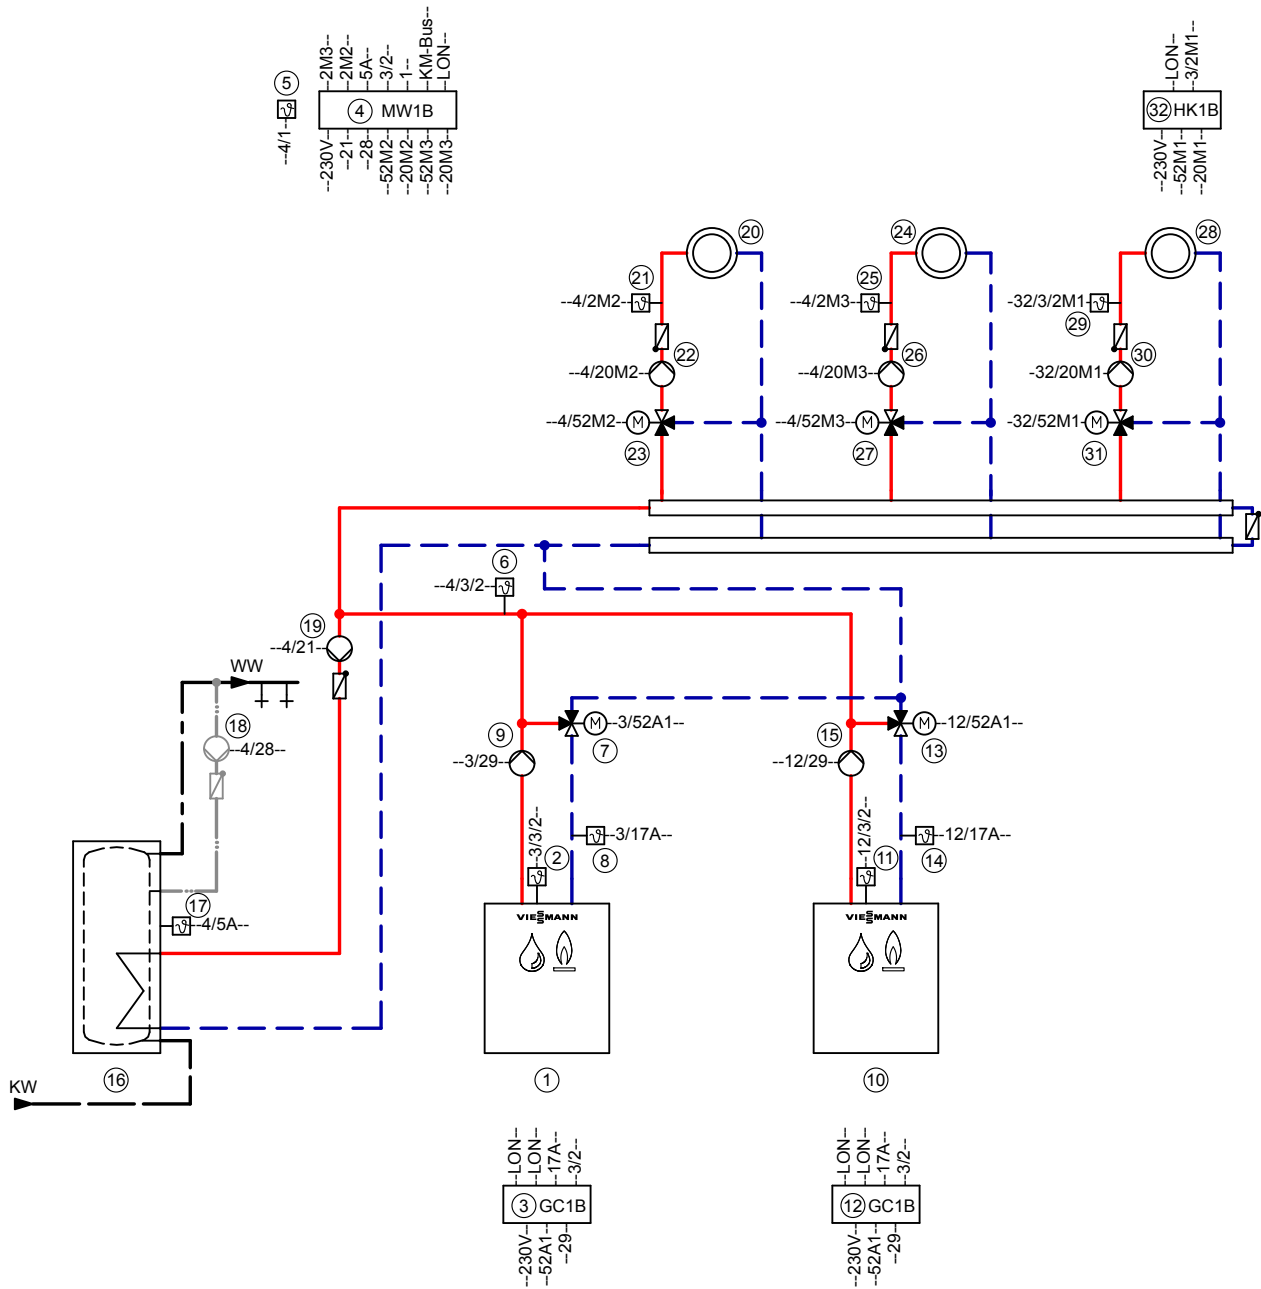 5
--4/1--
--2M3--
--2M2--
--5A--
--3/2--
--1--
--KM-Bus--
--LON--
4 MW1B
--230V--
--21--
--28--
--52M2--
--20M2--
--52M3--
--20M3--
-LON--
3/2M1--
32 HK1B
--230V--
--52M1--
--20M1--
20
24
28
21
--4/2M2--
25
--4/2M3--
-32/3/2M1-
29
22
--4/20M2--
26
--4/20M3--
30
-32/20M1-
--4/52M2-- M
23
--4/52M3-- M
27
-32/52M1- M
31
6
--4/3/2--
19
--4/21--
WW
18
--4/28--
9
--3/29--
M --3/52A1--
7
15
--12/29--
M --12/52A1--
13
--3/3/2--
2
--3/17A--
8
--12/3/2--
11
--12/17A--
14
17
--4/5A--
VIESSMANN
VIESSMANN
16
1
10
KW
-LON--
-LON--
--17A--
--3/2--
3 GC1B
--230V--
--52A1--
--29--
-LON--
-LON--
--17A--
--3/2--
12 GC1B
--230V--
--52A1--
--29--